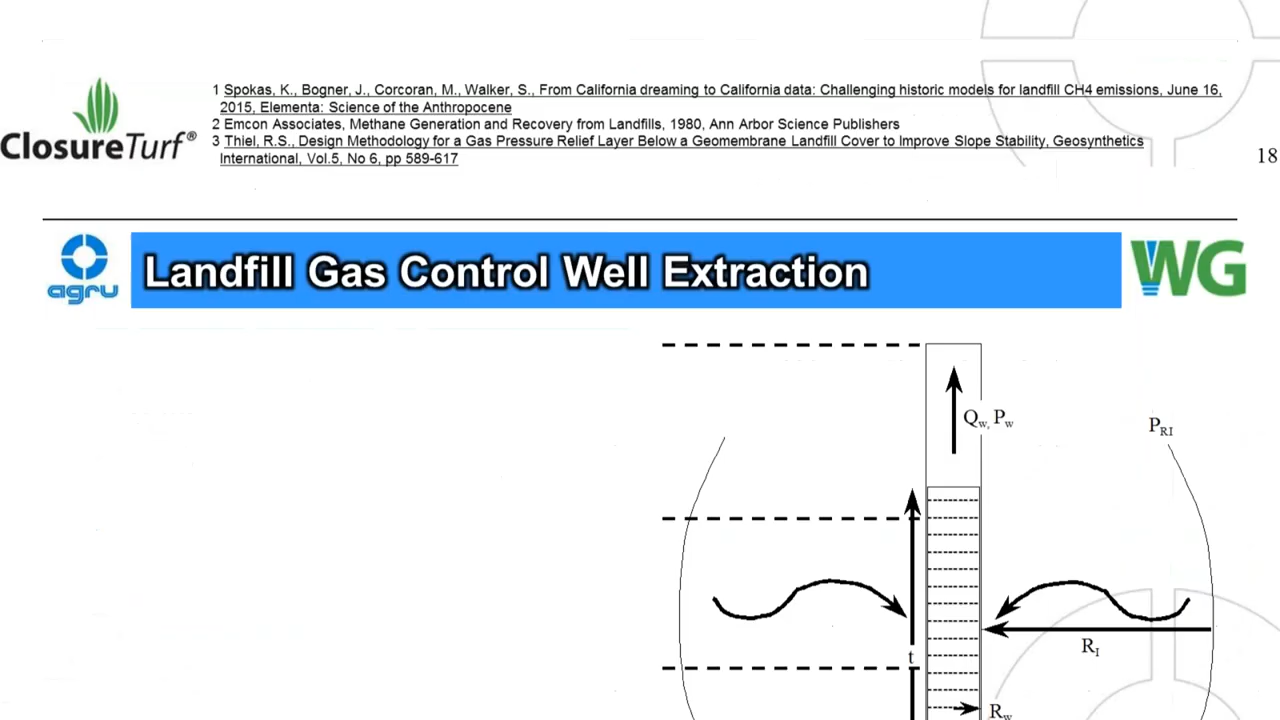 1 Spokas, K., Bogner, J., Corcoran, M., Walker, S., From California dreaming to California data: Challenging historic models for landfill CH4 emissions, June 16,
2015, Elementa: Science of the Anthropocene
2 Emcon Associates, Methane Generation and Recovery from Landfills, 1980, Ann Arbor Science Publishers
3 Thiel, R.S., Design Methodology for a Gas Pressure Relief Layer Below a Geomembrane Landfill Cover to Improve Slope Stability, Geosynthetics
International, Vol.5, No 6, pp 589-617
ClosureTurf®
18
agru
Landfill Gas Control Well Extraction
WG
Qw, Pw
PRI
RI
t
Rw